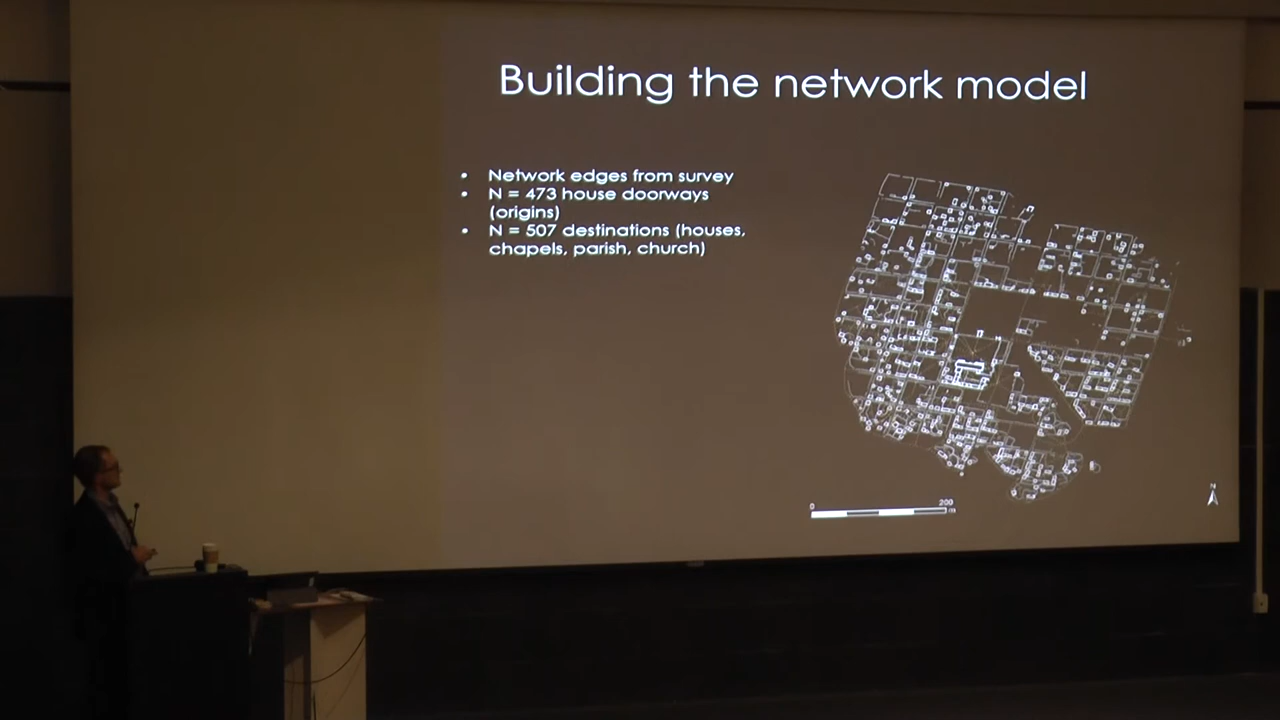 Building the network model
• Network edges from survey
• N = 473 house doorways
(origins)
• N = 507 destinations (houses,
chapels, parish, church)
0 200
m
N